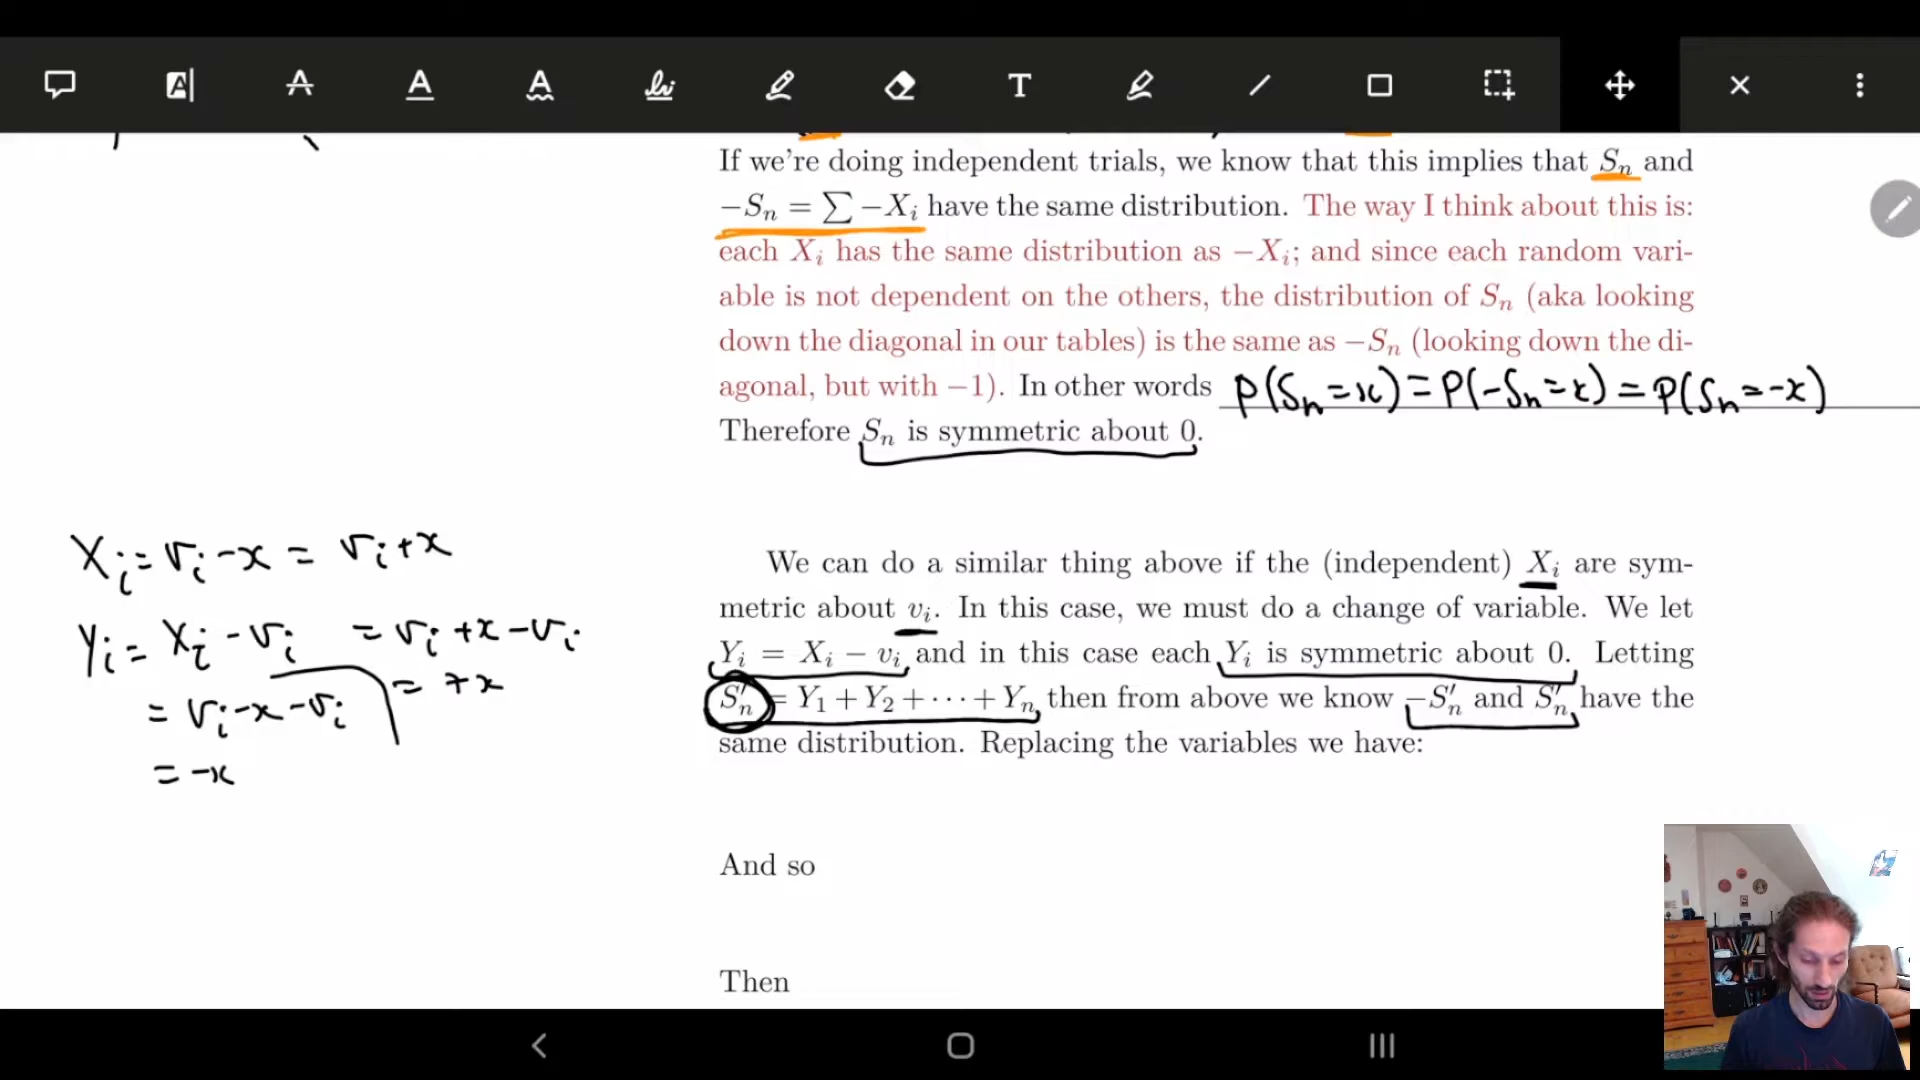 If we're doing independent trials, we know that this implies that Sₙ and
−Sₙ = ∑ −Xᵢ have the same distribution. The way I think about this is:
each Xᵢ has the same distribution as −Xᵢ; and since each random vari-
able is not dependent on the others, the distribution of Sₙ (aka looking
down the diagonal in our tables) is the same as −Sₙ (looking down the di-
agonal, but with −1). In other words P(Sₙ=x)=P(-Sₙ=x)=P(Sₙ=-x)
Therefore Sₙ is symmetric about 0.
Xᵢ=vᵢ-x = vᵢ+x
Yᵢ= Xᵢ-vᵢ = vᵢ+x-vᵢ
= +x
= vᵢ-x-vᵢ
= -x
We can do a similar thing above if the (independent) Xᵢ are sym-
metric about vᵢ. In this case, we must do a change of variable. We let
Yᵢ = Xᵢ − vᵢ and in this case each Yᵢ is symmetric about 0. Letting
S′ₙ = Y₁ + Y₂ + ⋯ + Yₙ then from above we know −S′ₙ and S′ₙ have the
same distribution. Replacing the variables we have:
And so
Then